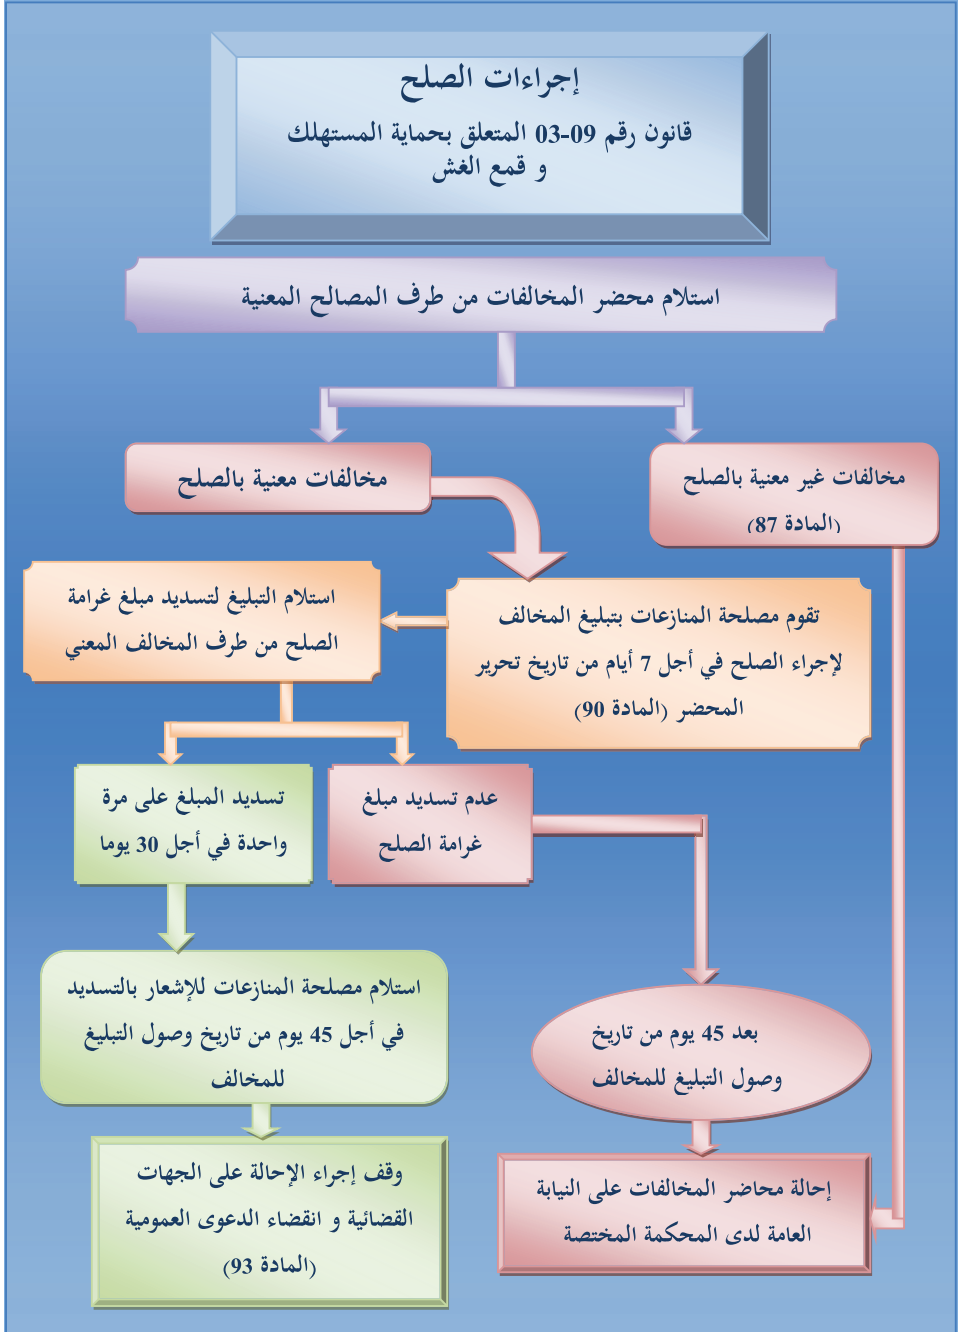 إجراءات الصلح
قانون رقم 09-03 المتعلق بحماية المستهلك
و قمع الغش
استلام محضر المخالفات من طرف المصالح المعنية
مخالفات غير معنية بالصلح
(المادة 87)
مخالفات معنية بالصلح
تقوم مصلحة المنازعات بتبليغ المخالف
لإجراء الصلح في أجل 7 أيام من تاريخ تحرير
المحضر (المادة 90)
استلام التبليغ لتسديد مبلغ غرامة
الصلح من طرف المخالف المعني
عدم تسديد مبلغ
غرامة الصلح
تسديد المبلغ على مرة
واحدة في أجل 30 يوما
بعد 45 يوم من تاريخ
وصول التبليغ للمخالف
استلام مصلحة المنازعات للإشعار بالتسديد
في أجل 45 يوم من تاريخ وصول التبليغ
للمخالف
إحالة محاضر المخالفات على النيابة
العامة لدى المحكمة المختصة
وقف إجراء الإحالة على الجهات
القضائية و انقضاء الدعوى العمومية
(المادة 93)